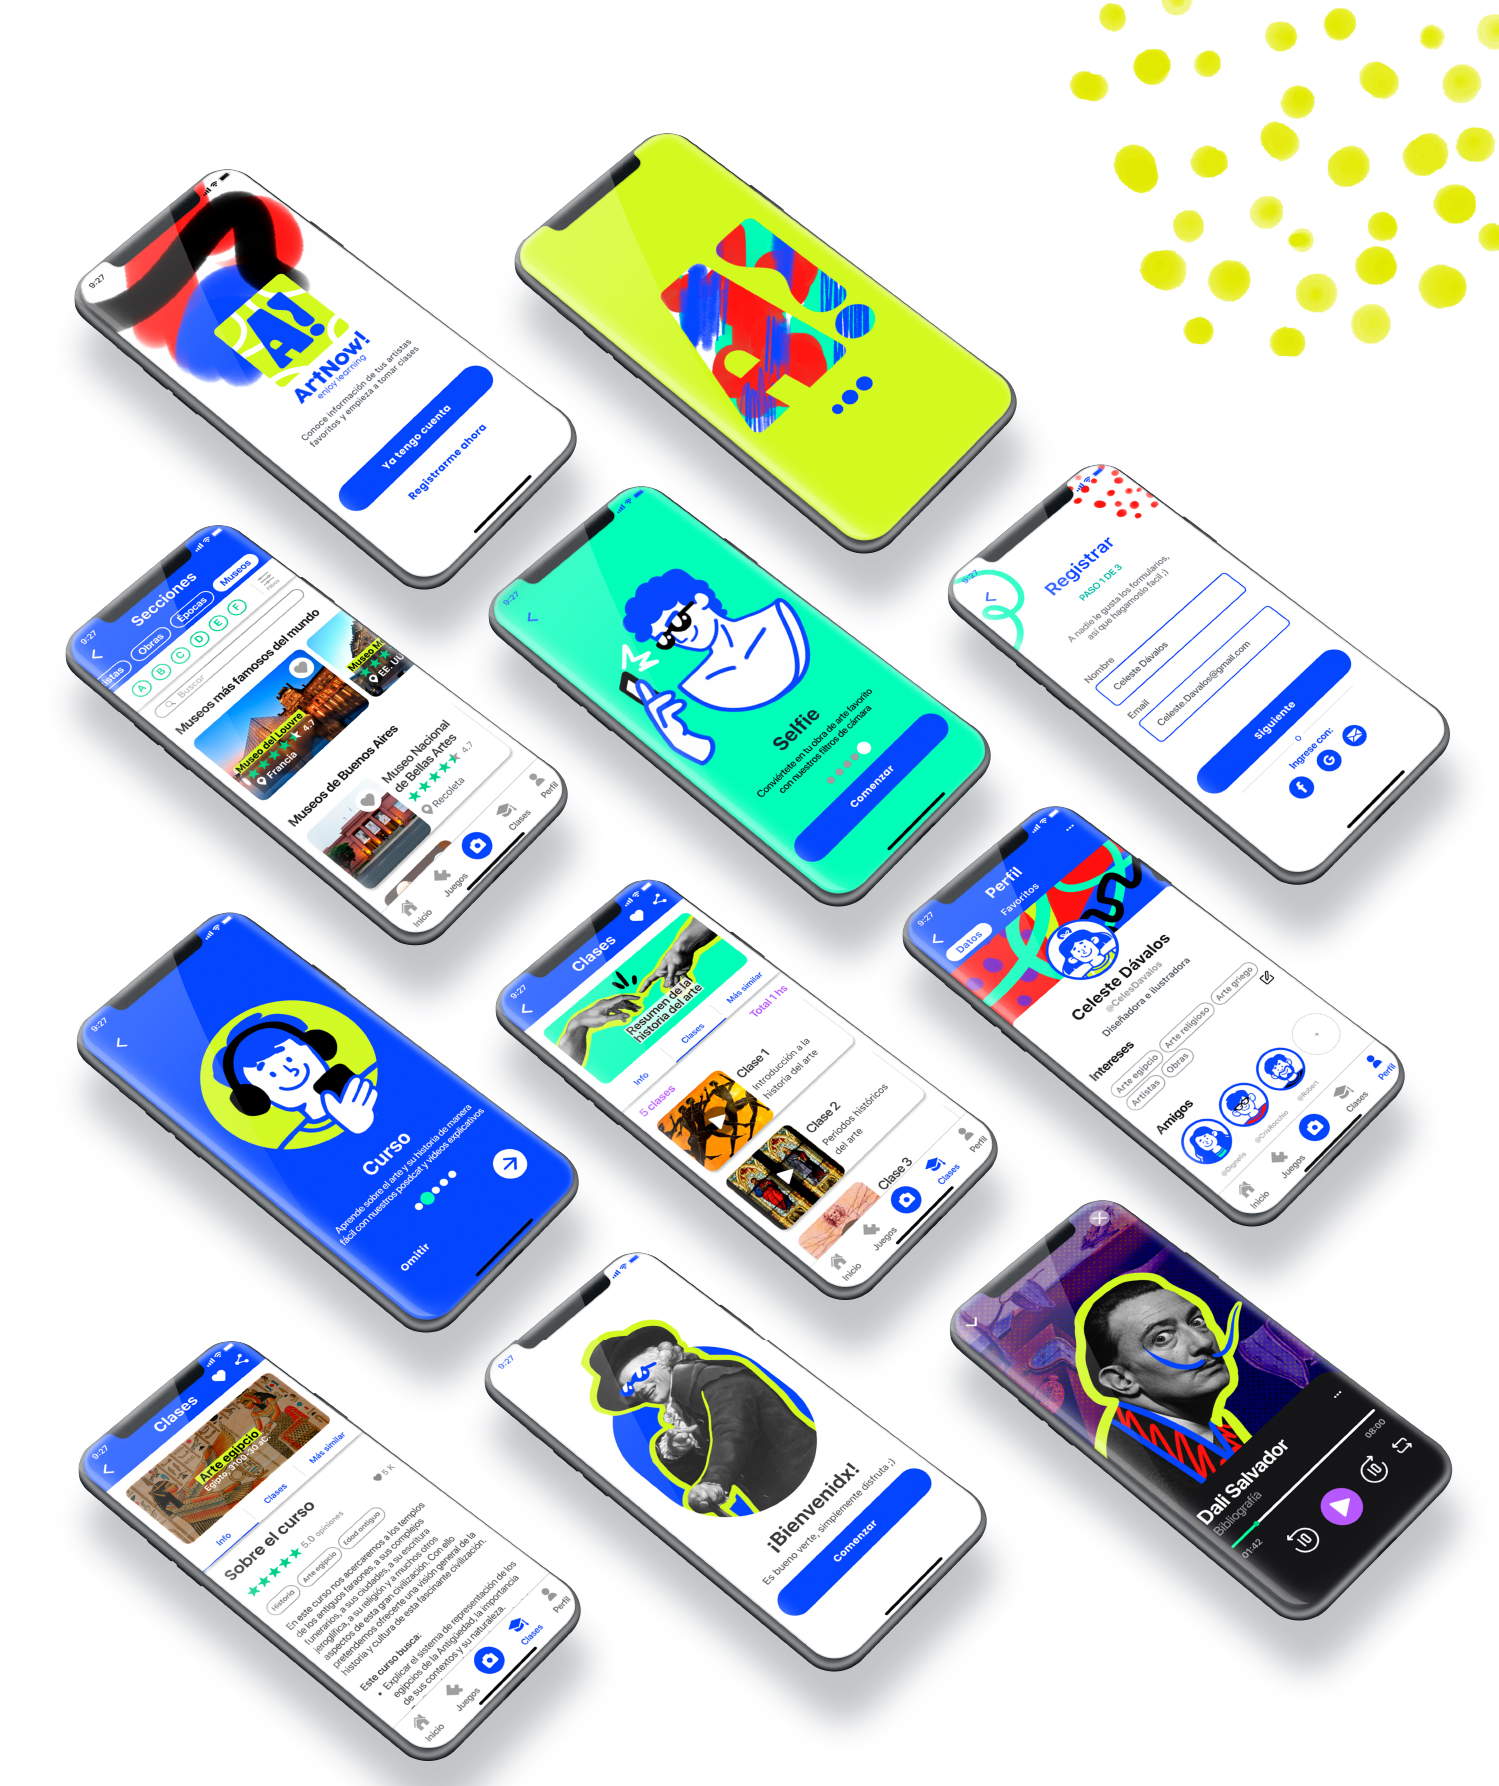 9:27
A!
ArtNow!
enjoy learning
Conoce información de tus artistas
favoritos y empieza a tomar clases
Ya tengo cuenta
Registrarme ahora
A!
9:27
Secciones
istas
Obras
Épocas
Museos
A
B
C
D
E
F
Filtros
Buscar
Museos más famosos del mundo
Museo del Louvre
4.7
Francia
Museo M
EE. UU
Museos de Buenos Aires
Museo Nacional
de Bellas Artes
4.7
Recoleta
Inicio
Juegos
Clases
Perfil
9:27
Selfie
Conviértete en tu obra de arte favorito
con nuestros filtros de cámara
Comenzar
9:27
Registrar
PASO 1 DE 3
A nadie le gusta los formularios,
así que hagamoslo facil ;)
Nombre
Celeste Dávalos
Email
Celeste.Davalos@gmail.com
Siguiente
O
Ingrese con:
f
G
9:27
Curso
Aprende sobre el arte y su historia de manera
fácil con nuestros posdcat y videos explicativos
omitir
9:27
Clases
Resumen de la
historia del arte
Info
Clases
Más similar
5 clases
Total 1 hs
Clase 1
Introducción a la
historia del arte
Clase 2
Periodos históricos
del arte
Clase 3
Inicio
Juegos
Clases
Perfil
9:27
Perfil
Datos
Favoritos
Celeste Dávalos
@CelesDavalos
Diseñadora e ilustradora
Intereses
Arte egipcio
Arte religioso
Arte griego
Artistas
Obras
Amigos
@Dignelis
@CrisRocchio
@Robert
Inicio
Juegos
Clases
Perfil
9:27
Clases
Arte egipcio
Egipto, 3100-30 ac.
Info
Clases
Más similar
Sobre el curso
5 K
5.0 opiniones
Historia
Arte egipcio
Edad antigua
En este curso nos acercaremos a los templos
de los antiguos faraones, a sus complejos
funerarios, a sus ciudades, a su escritura
jeroglífica, a su religión y a muchos otros
aspectos de esta gran civilización. Con ello
pretendemos ofrecerte una visión general de la
historia y cultura de esta fascinante civilización.
Este curso busca:
• Explicar el sistema de representación de los
egipcios de la Antigüedad, la importancia
de sus contextos y su naturaleza.
Inicio
Juegos
Clases
Perfil
9:27
¡Bienvenidx!
Es bueno verte, simplemente disfruta ;)
Comenzar
Dalí Salvador
Bibliografía
01:42
08:00
10
10